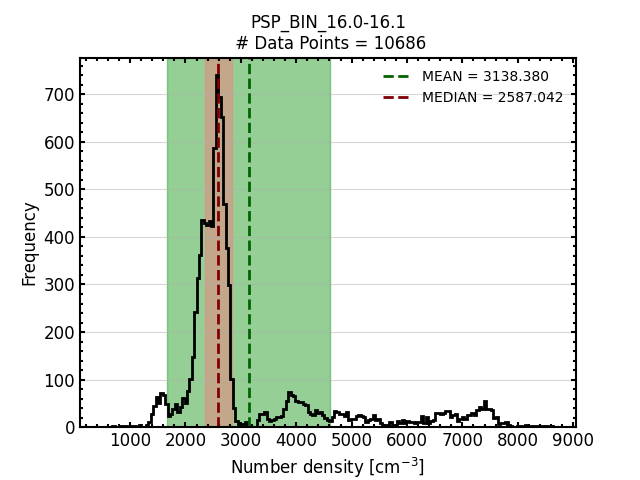 PSP_BIN_16.0-16.1
# Data Points = 10686
MEAN = 3138.380
MEDIAN = 2587.042
Frequency
700
600
500
400
300
200
100
0
1000 2000 3000 4000 5000 6000 7000 8000 9000
Number density [cm⁻³]